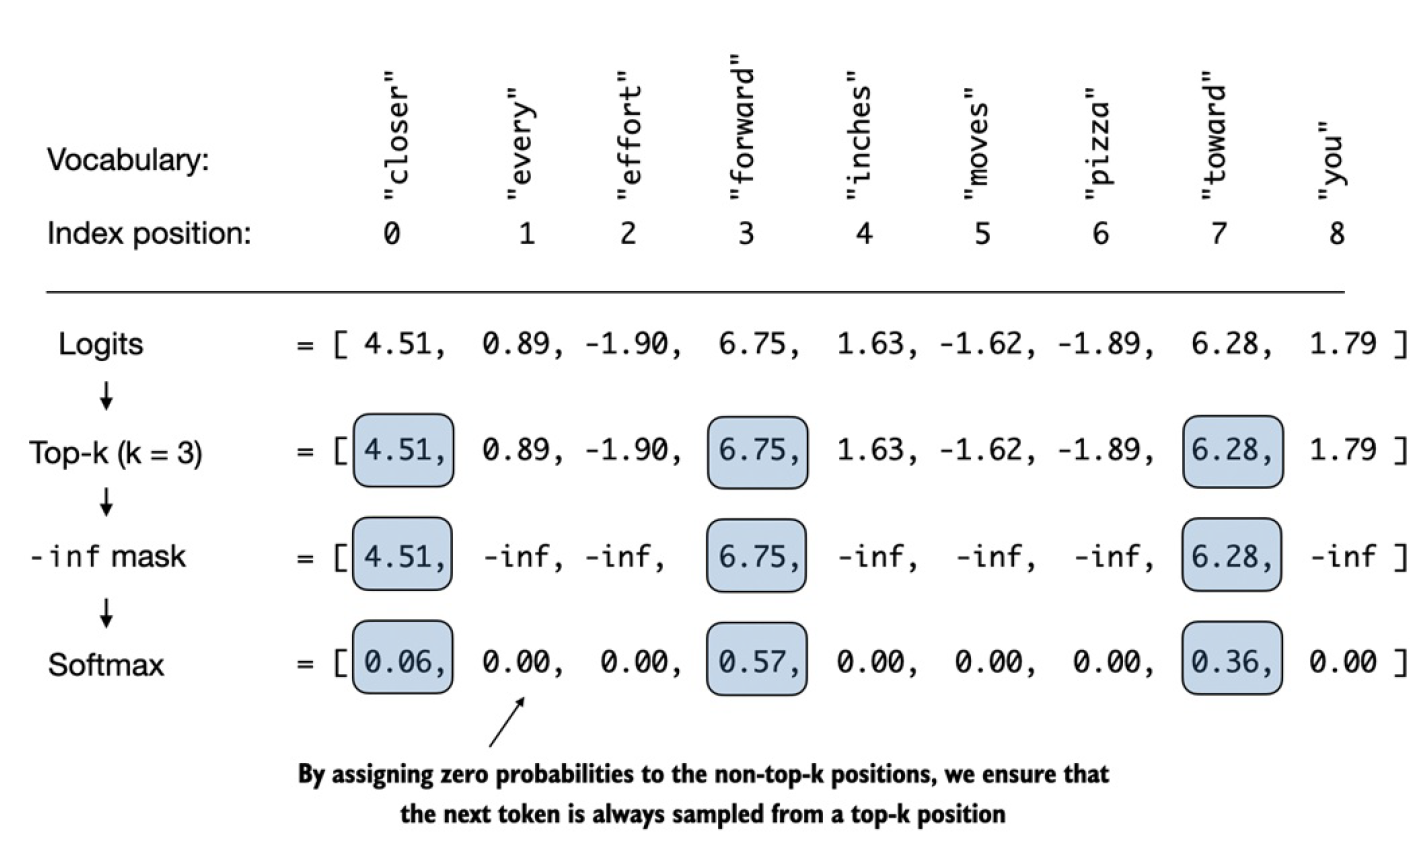 Vocabulary: "closer" "every" "effort" "forward" "inches" "moves" "pizza" "toward" "you"
Index position: 0 1 2 3 4 5 6 7 8
Logits = [ 4.51, 0.89, -1.90, 6.75, 1.63, -1.62, -1.89, 6.28, 1.79 ]
Top-k (k = 3) = [ 4.51, 0.89, -1.90, 6.75, 1.63, -1.62, -1.89, 6.28, 1.79 ]
-inf mask = [ 4.51, -inf, -inf, 6.75, -inf, -inf, -inf, 6.28, -inf ]
Softmax = [ 0.06, 0.00, 0.00, 0.57, 0.00, 0.00, 0.00, 0.36, 0.00 ]
By assigning zero probabilities to the non-top-k positions, we ensure that
the next token is always sampled from a top-k position